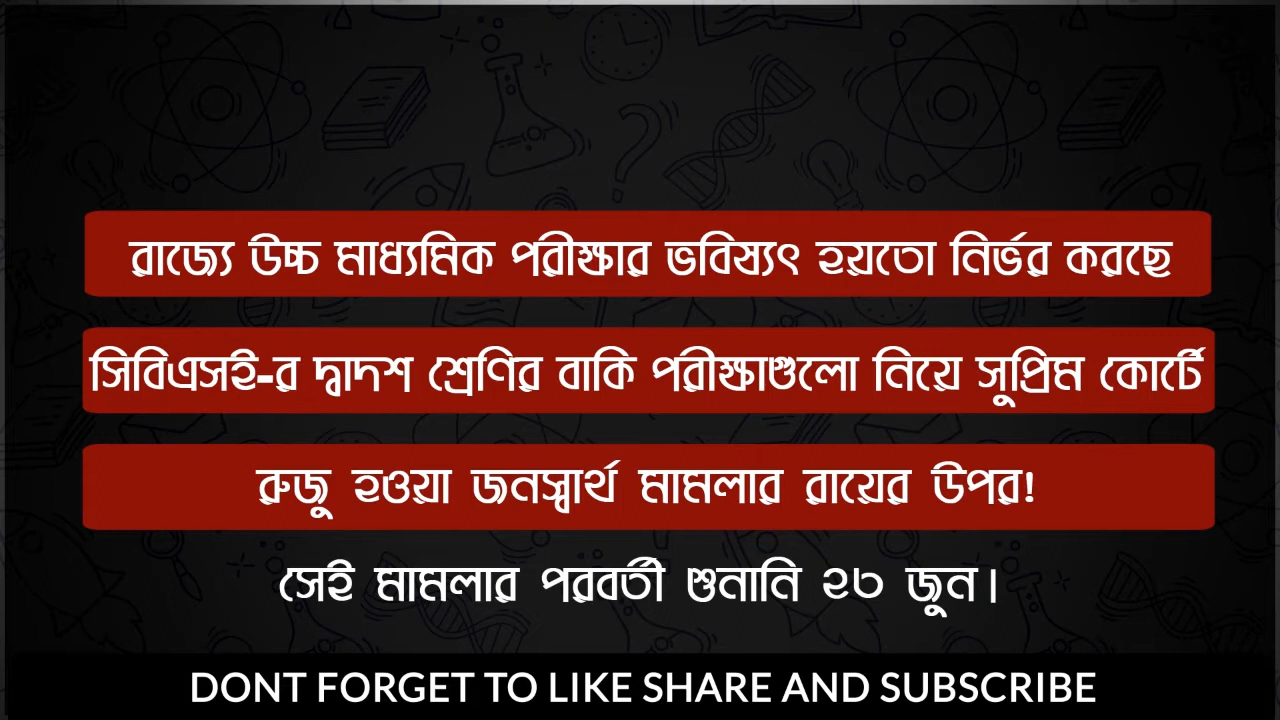 রাজ্যে উচ্চ মাধ্যমিক পরীক্ষার ভবিষ্যৎ হয়তো নির্ভর করছে
সিবিএসই-র দ্বাদশ শ্রেণির বাকি পরীক্ষাগুলো নিয়ে সুপ্রিম কোর্টে
রুজু হওয়া জনস্বার্থ মামলার রায়ের উপর!
সেই মামলার পরবর্তী শুনানি ২৩ জুন।
DONT FORGET TO LIKE SHARE AND SUBSCRIBE